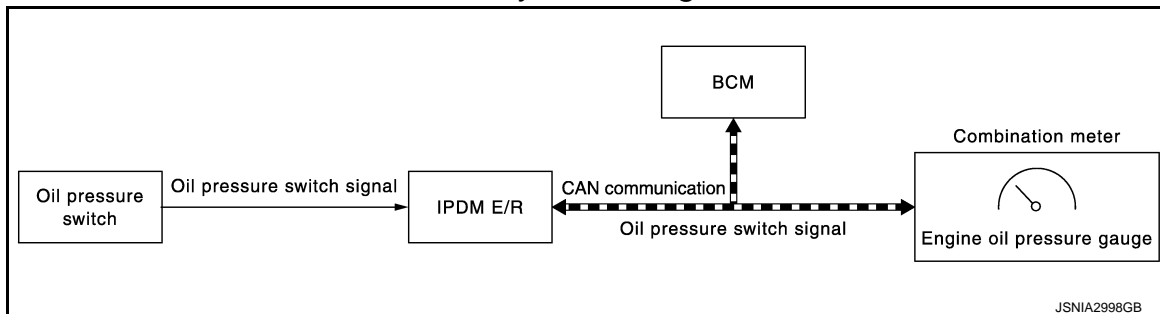 BCM
Combination meter
Oil pressure
switch
Oil pressure switch signal
IPDM E/R
CAN communication
Oil pressure switch signal
Engine oil pressure gauge
JSNIA2998GB